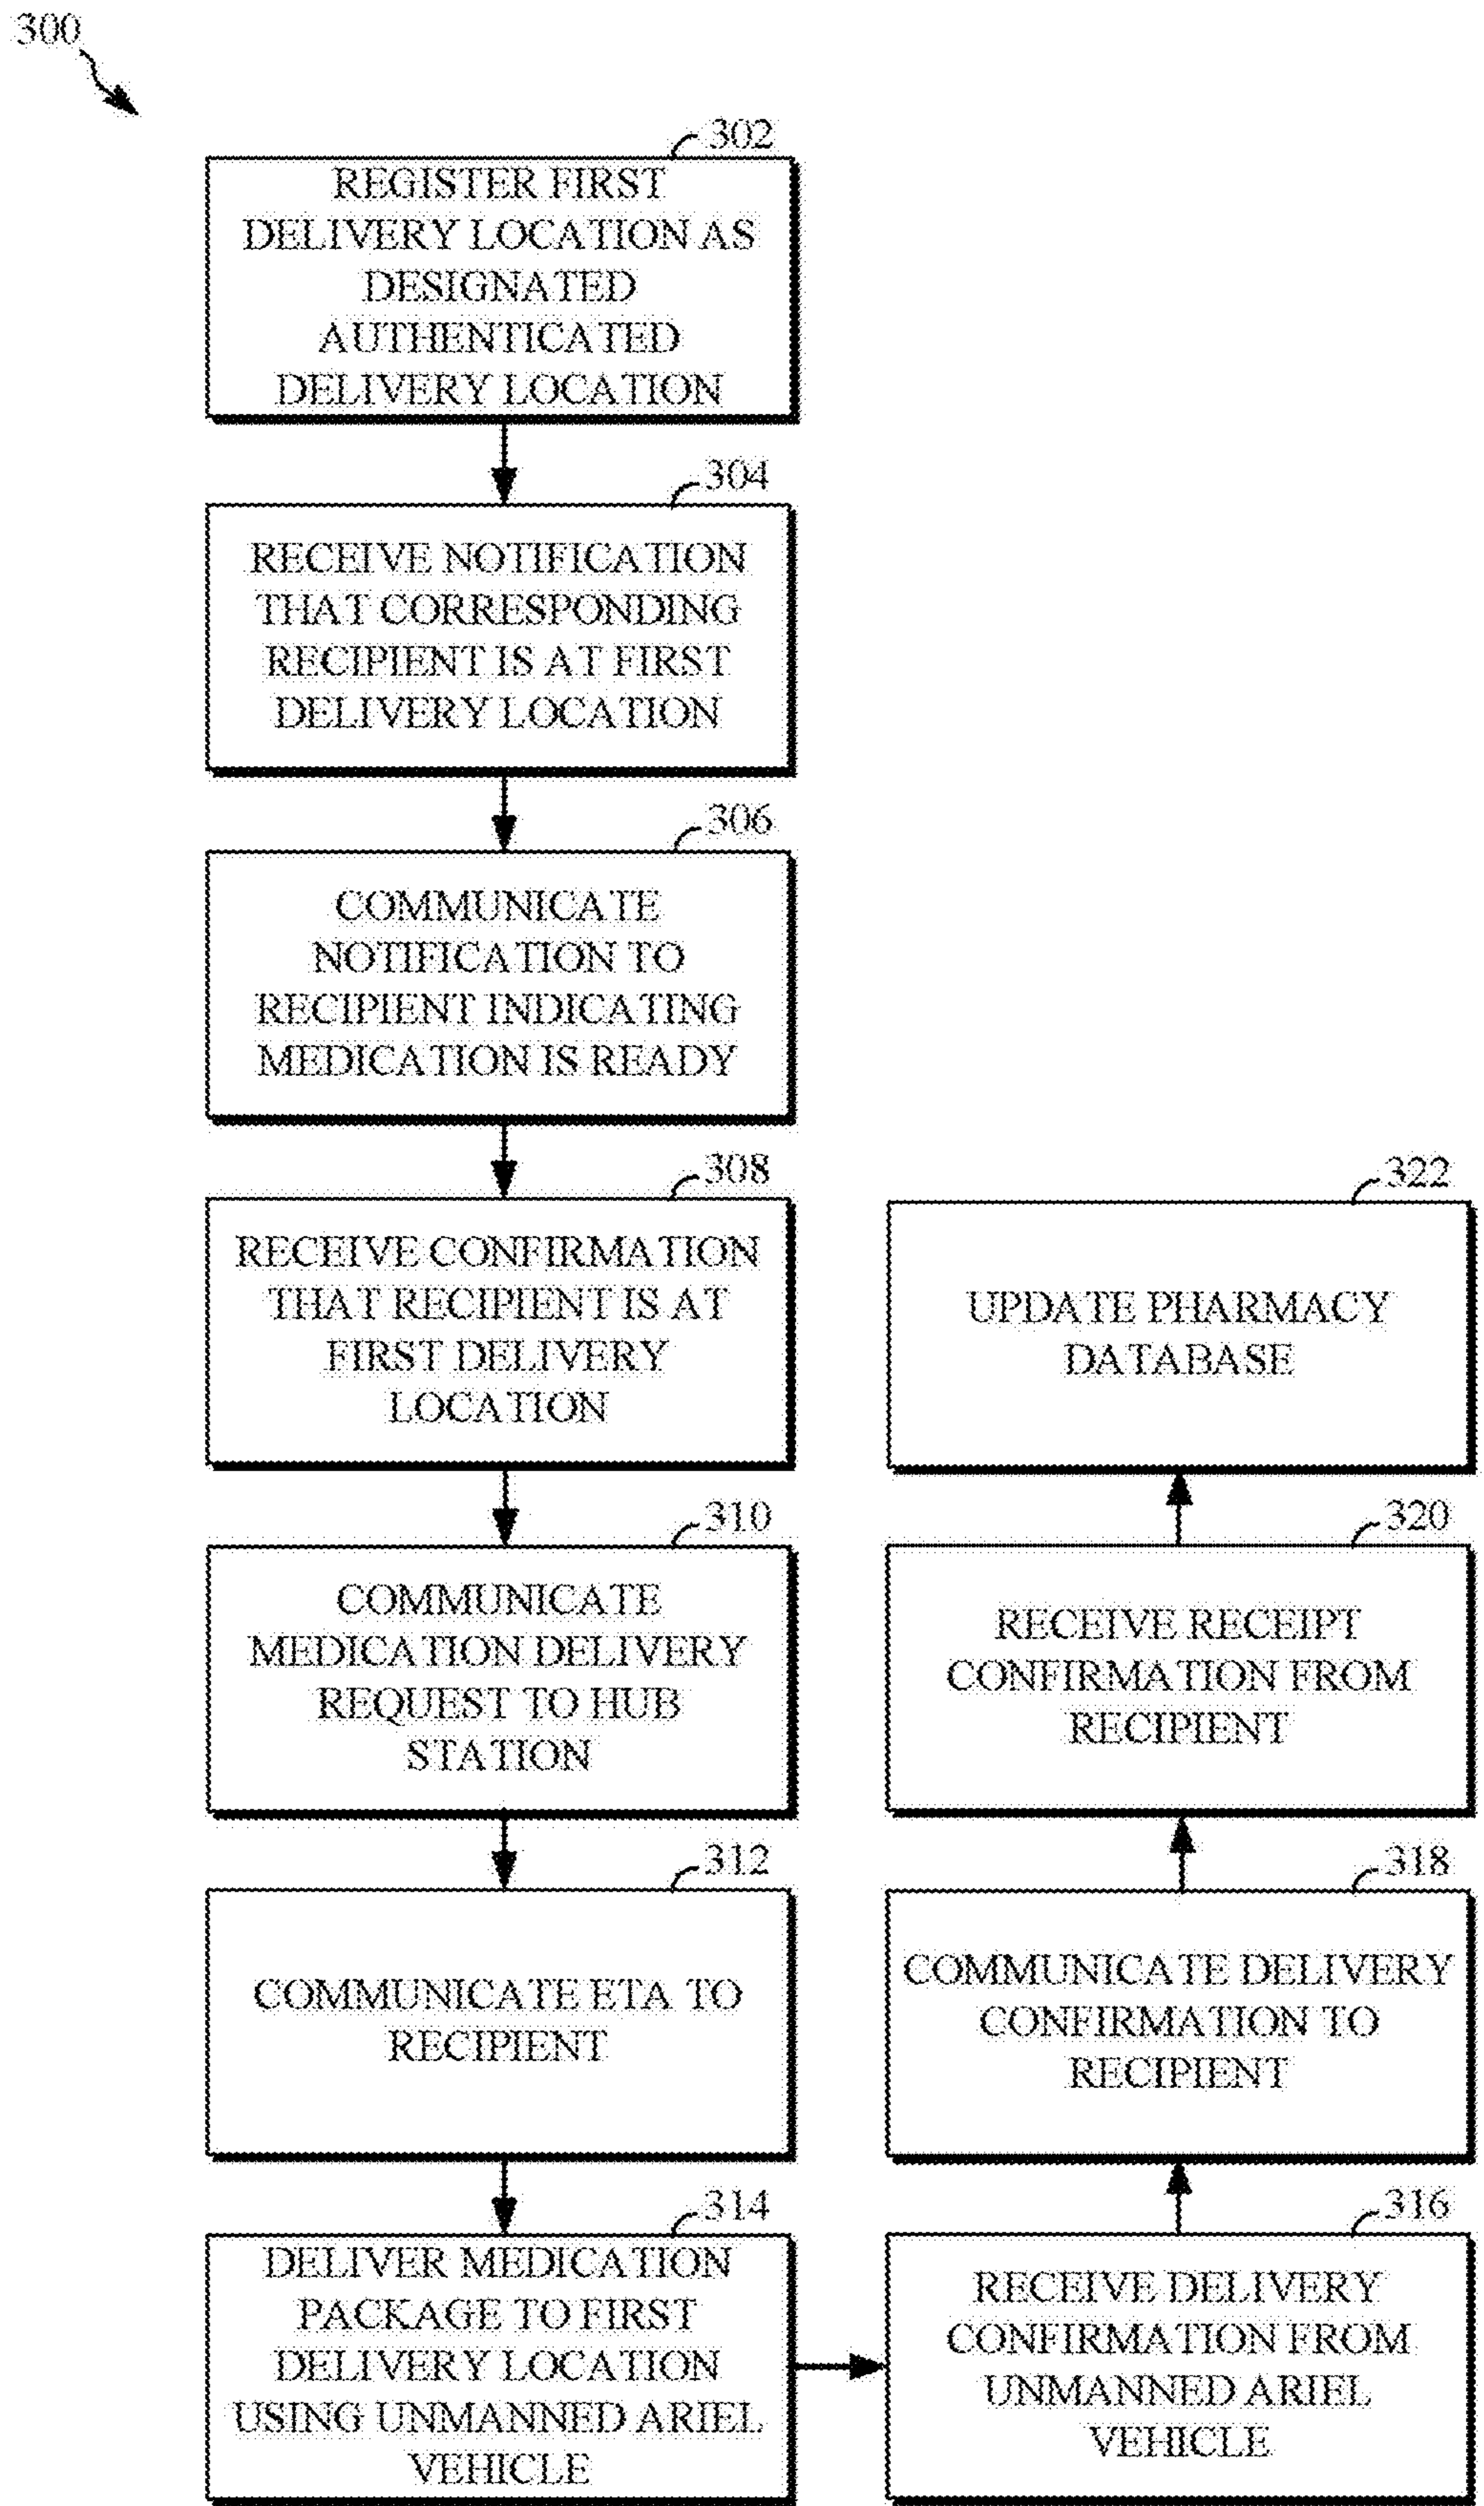 300
302
REGISTER FIRST
DELIVERY LOCATION AS
DESIGNATED
AUTHENTICATED
DELIVERY LOCATION
304
RECEIVE NOTIFICATION
THAT CORRESPONDING
RECIPIENT IS AT FIRST
DELIVERY LOCATION
306
COMMUNICATE
NOTIFICATION TO
RECIPIENT INDICATING
MEDICATION IS READY
308
RECEIVE CONFIRMATION
THAT RECIPIENT IS AT
FIRST DELIVERY
LOCATION
310
COMMUNICATE
MEDICATION DELIVERY
REQUEST TO HUB
STATION
312
COMMUNICATE ETA TO
RECIPIENT
314
DELIVER MEDICATION
PACKAGE TO FIRST
DELIVERY LOCATION
USING UNMANNED ARIEL
VEHICLE
316
RECEIVE DELIVERY
CONFIRMATION FROM
UNMANNED ARIEL
VEHICLE
318
COMMUNICATE DELIVERY
CONFIRMATION TO
RECIPIENT
320
RECEIVE RECEIPT
CONFIRMATION FROM
RECIPIENT
322
UPDATE PHARMACY
DATABASE